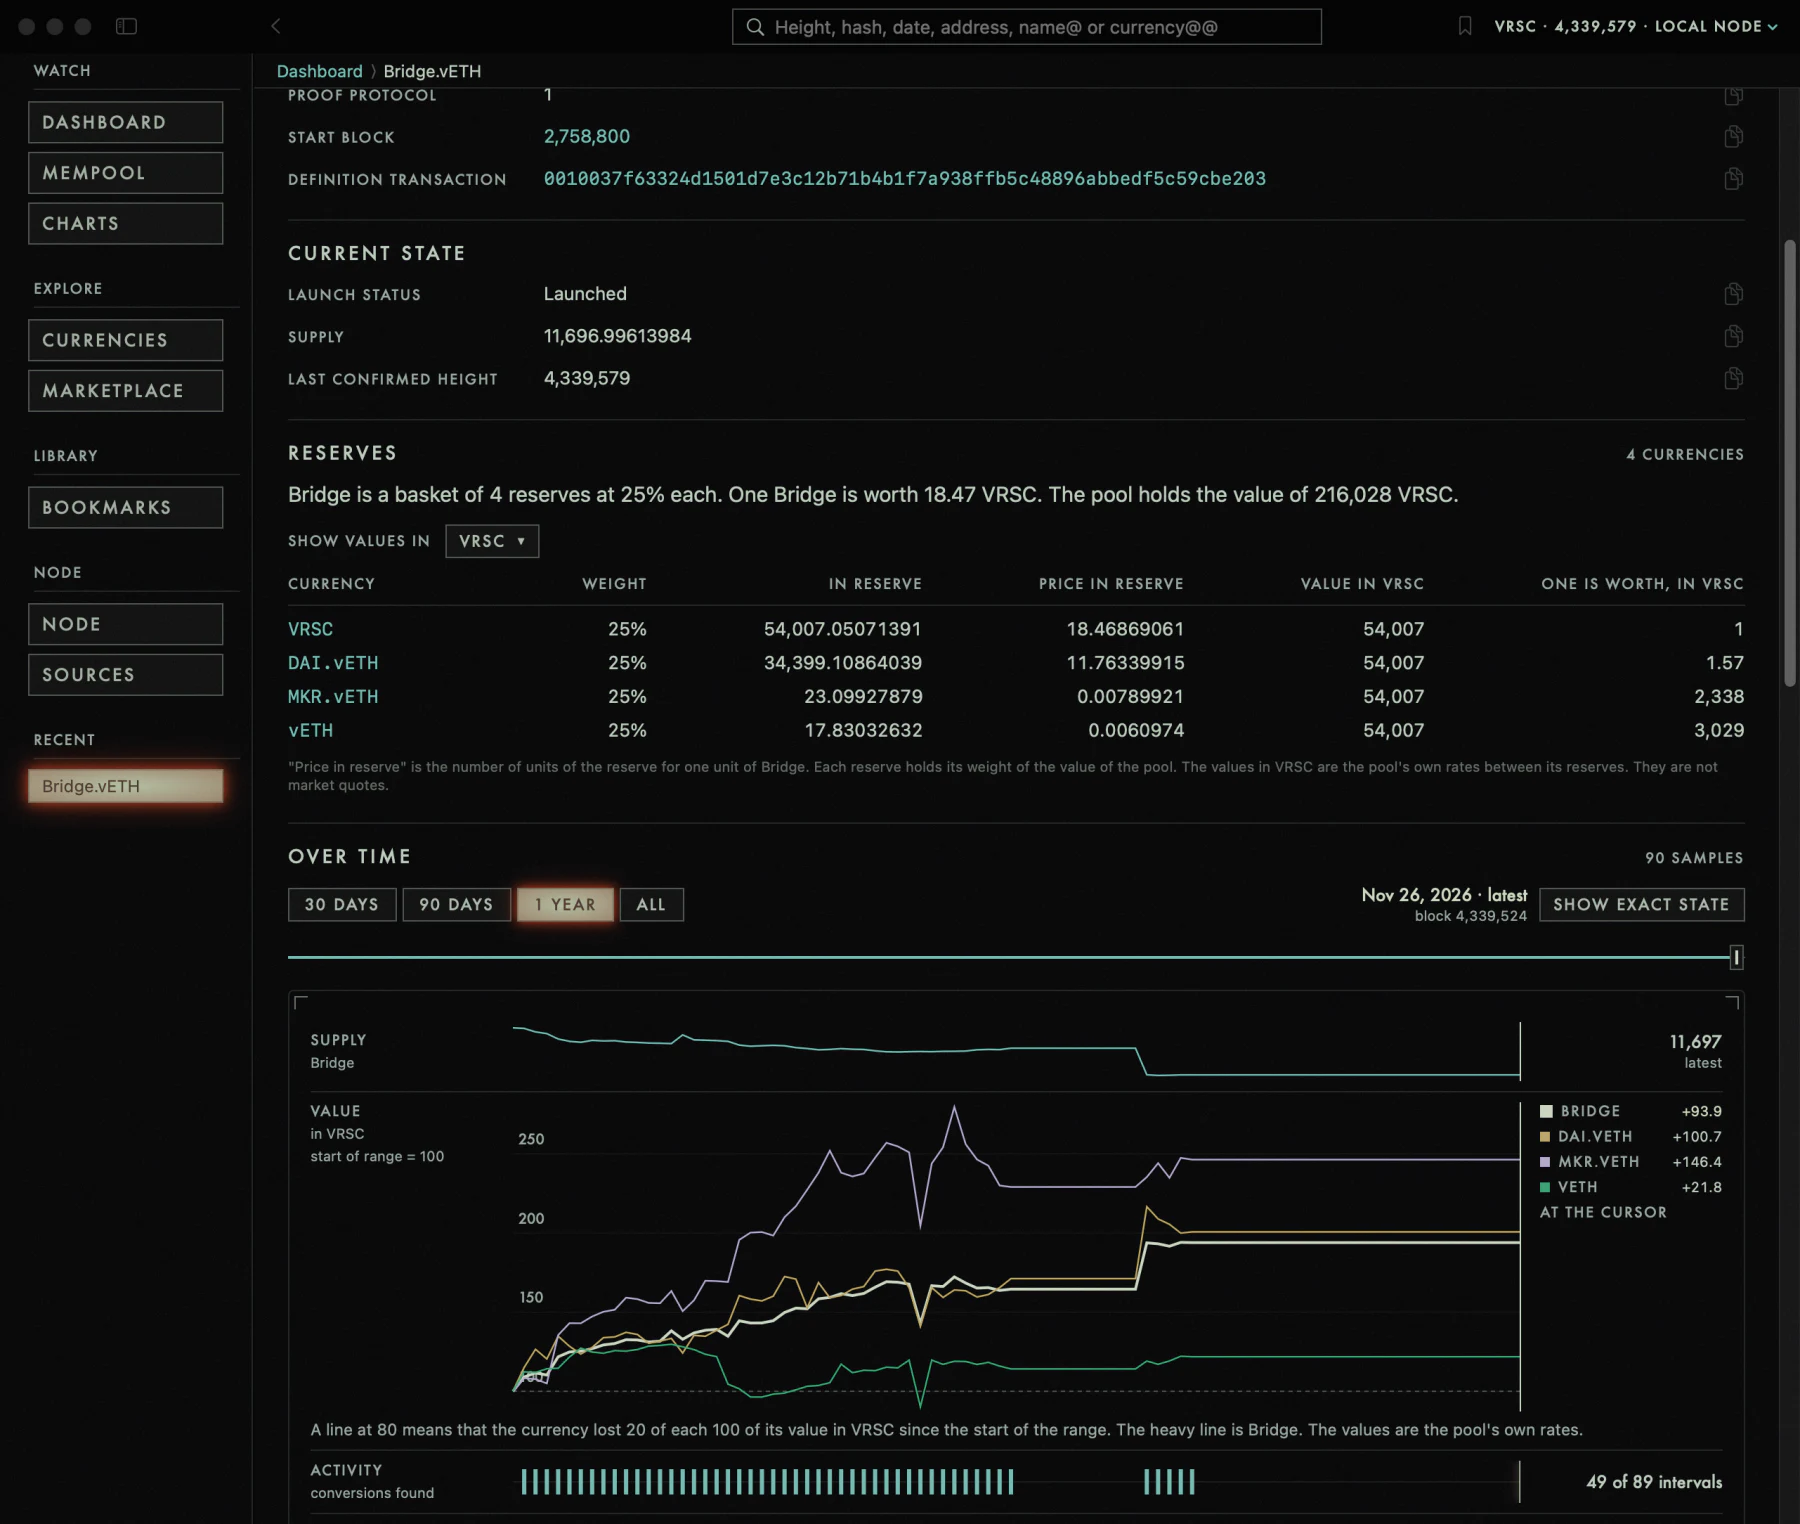 Height, hash, date, address, name@ or currency@@
VRSC · 4,339,579 · LOCAL NODE
WATCH
DASHBOARD
MEMPOOL
CHARTS
EXPLORE
CURRENCIES
MARKETPLACE
LIBRARY
BOOKMARKS
NODE
NODE
SOURCES
RECENT
Bridge.vETH
Dashboard ⟩ Bridge.vETH
PROOF PROTOCOL 1
START BLOCK 2,758,800
DEFINITION TRANSACTION 0010037f63324d1501d7e3c12b71b4b1f7a938ffb5c48896abbedf5c59cbe203
CURRENT STATE
LAUNCH STATUS Launched
SUPPLY 11,696.99613984
LAST CONFIRMED HEIGHT 4,339,579
RESERVES 4 CURRENCIES
Bridge is a basket of 4 reserves at 25% each. One Bridge is worth 18.47 VRSC. The pool holds the value of 216,028 VRSC.
SHOW VALUES IN VRSC ▾
CURRENCY WEIGHT IN RESERVE PRICE IN RESERVE VALUE IN VRSC ONE IS WORTH, IN VRSC
VRSC 25% 54,007.05071391 18.46869061 54,007 1
DAI.vETH 25% 34,399.10864039 11.76339915 54,007 1.57
MKR.vETH 25% 23.09927879 0.00789921 54,007 2,338
vETH 25% 17.83032632 0.0060974 54,007 3,029
"Price in reserve" is the number of units of the reserve for one unit of Bridge. Each reserve holds its weight of the value of the pool. The values in VRSC are the pool's own rates between its reserves. They are not
market quotes.
OVER TIME 90 SAMPLES
30 DAYS 90 DAYS 1 YEAR ALL
Nov 26, 2026 · latest
block 4,339,524
SHOW EXACT STATE
SUPPLY
Bridge
11,697
latest
VALUE
in VRSC
start of range = 100
250
200
150
BRIDGE +93.9
DAI.VETH +100.7
MKR.VETH +146.4
VETH +21.8
AT THE CURSOR
A line at 80 means that the currency lost 20 of each 100 of its value in VRSC since the start of the range. The heavy line is Bridge. The values are the pool's own rates.
ACTIVITY
conversions found
49 of 89 intervals